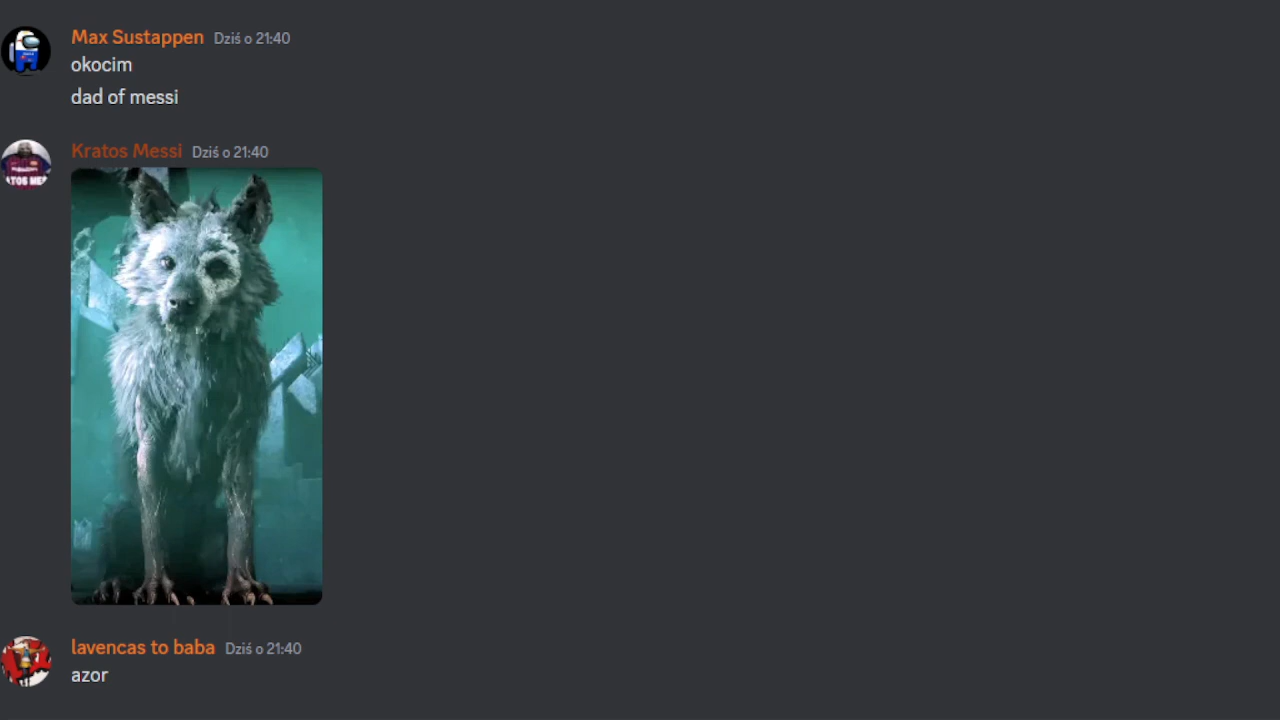 Max Sustappen Dziś o 21:40
okocim
dad of messi
Kratos Messi Dziś o 21:40
lavencas to baba Dziś o 21:40
azor